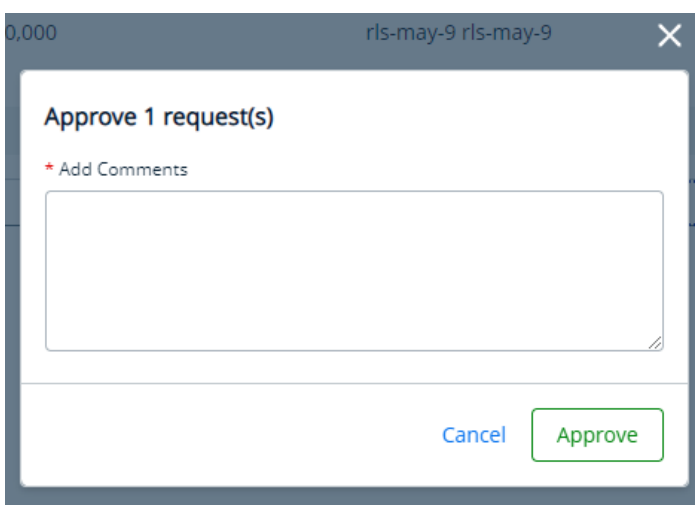 0,000 rls-may-9 rls-may-9
Approve 1 request(s)
* Add Comments
Cancel Approve